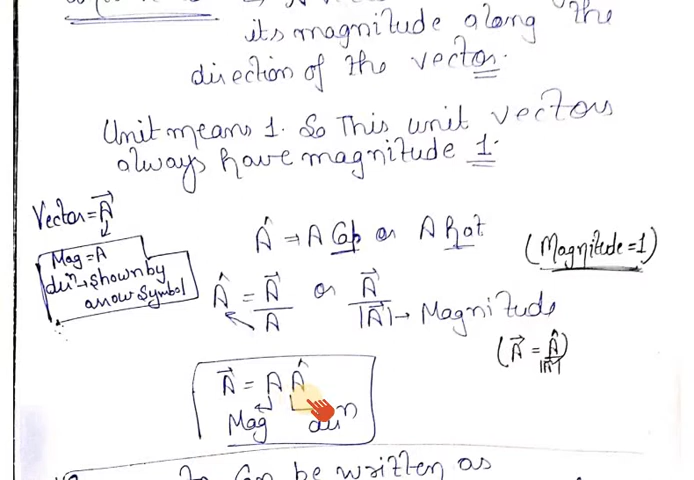 its magnitude along the
direction of the vector.
Unit means 1. So This unit vectors
always have magnitude 1.
Vector = A⃗
Mag = A
dirⁿ → shown by
arrow symbol
Â ⇒ A Cap or A hat
(Magnitude=1)
Â = A⃗/A or A⃗/|A⃗| → Magnitude
(A⃗ = Â/|A⃗|)
A⃗ = A Â
Mag dirⁿ
Can be written as